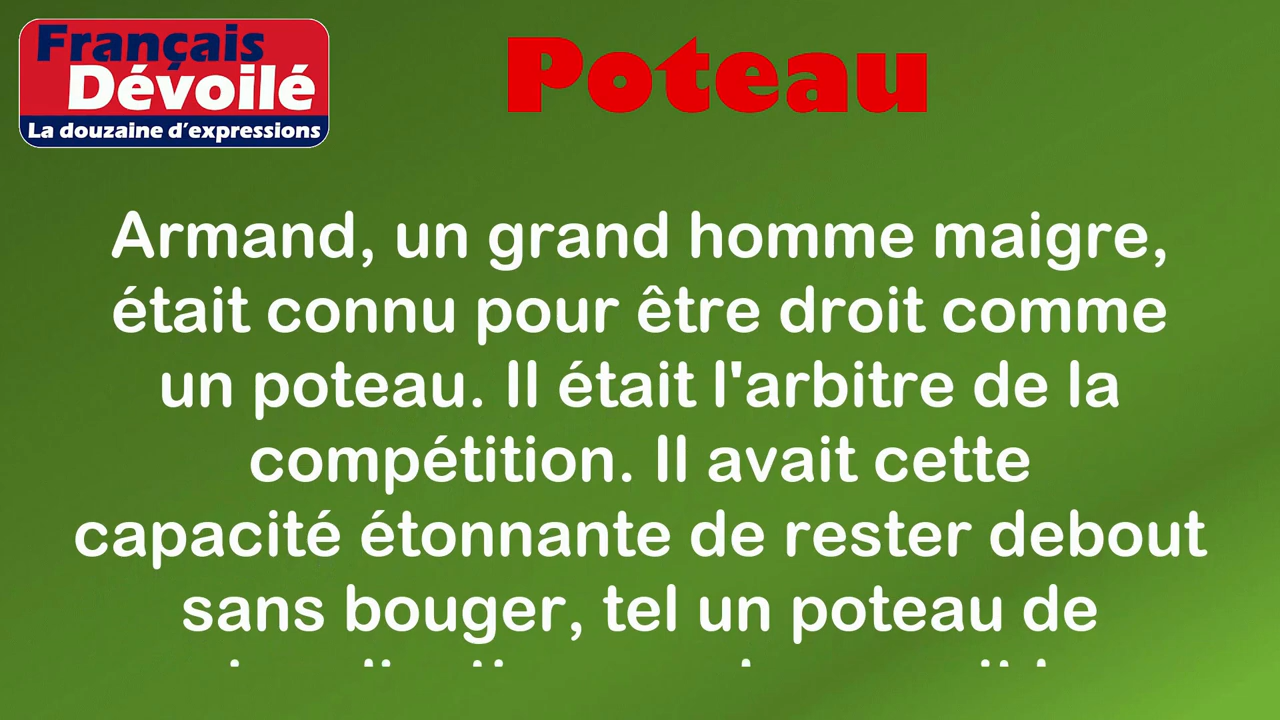 Français
Dévoilé
La douzaine d'expressions
Poteau
Armand, un grand homme maigre,
était connu pour être droit comme
un poteau. Il était l'arbitre de la
compétition. Il avait cette
capacité étonnante de rester debout
sans bouger, tel un poteau de